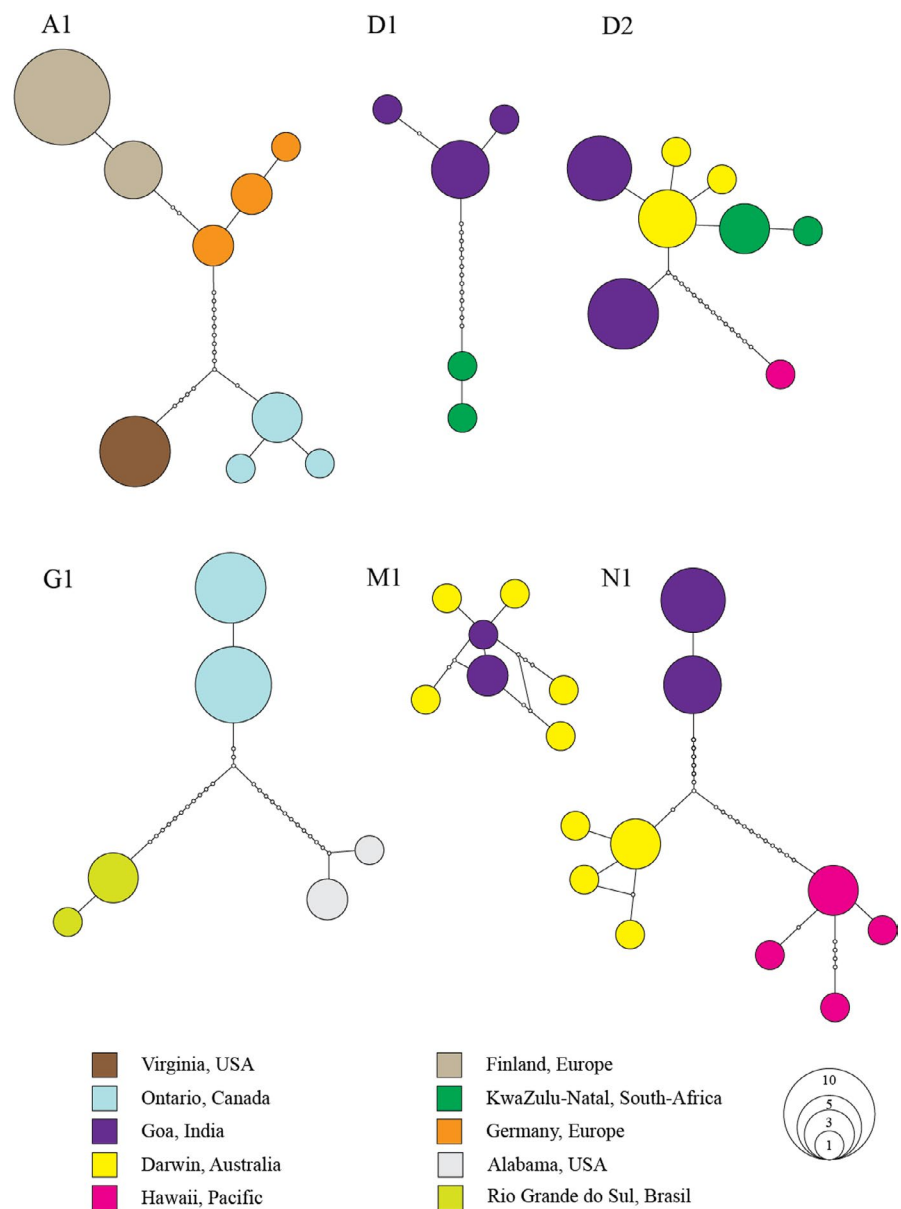 A1 D1 D2
G1 M1 N1
Virginia, USA
Ontario, Canada
Goa, India
Darwin, Australia
Hawaii, Pacific
Finland, Europe
KwaZulu-Natal, South-Africa
Germany, Europe
Alabama, USA
Rio Grande do Sul, Brasil
10
5
3
1